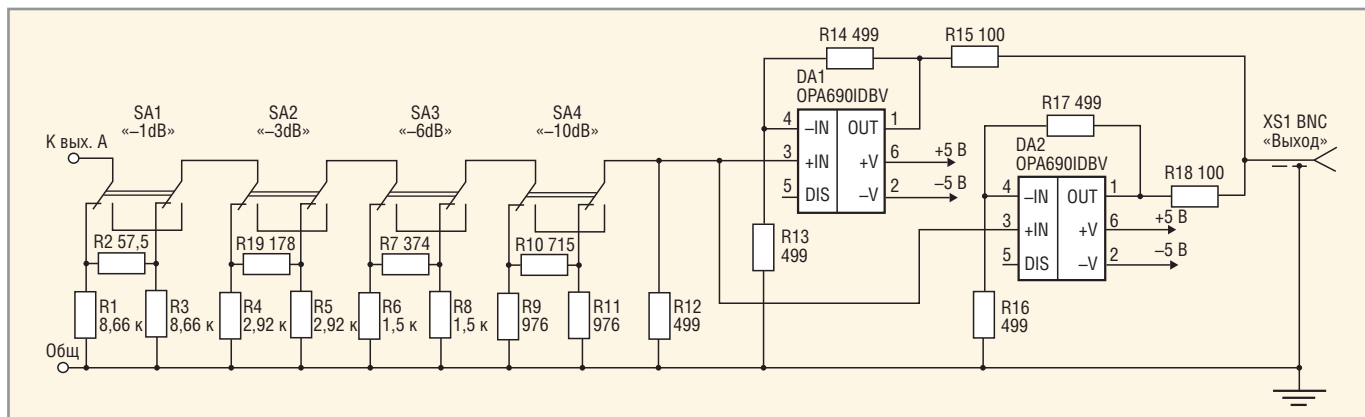 R14 499
R15 100
DA1
OPA690IDBV
4 –IN OUT 1
3 +IN +V 6 +5 В
5 DIS –V 2 –5 В
R13
499
R17 499
DA2
OPA690IDBV
4 –IN OUT 1
3 +IN +V 6 +5 В
5 DIS –V 2 –5 В
R18 100
R16
499
XS1 BNC
«Выход»
SA1
«–1dB»
SA2
«–3dB»
SA3
«–6dB»
SA4
«–10dB»
К вых. А
R2 57,5
R19 178
R7 374
R10 715
R1
8,66 к
R3
8,66 к
R4
2,92 к
R5
2,92 к
R6
1,5 к
R8
1,5 к
R9
976
R11
976
R12
499
Общ